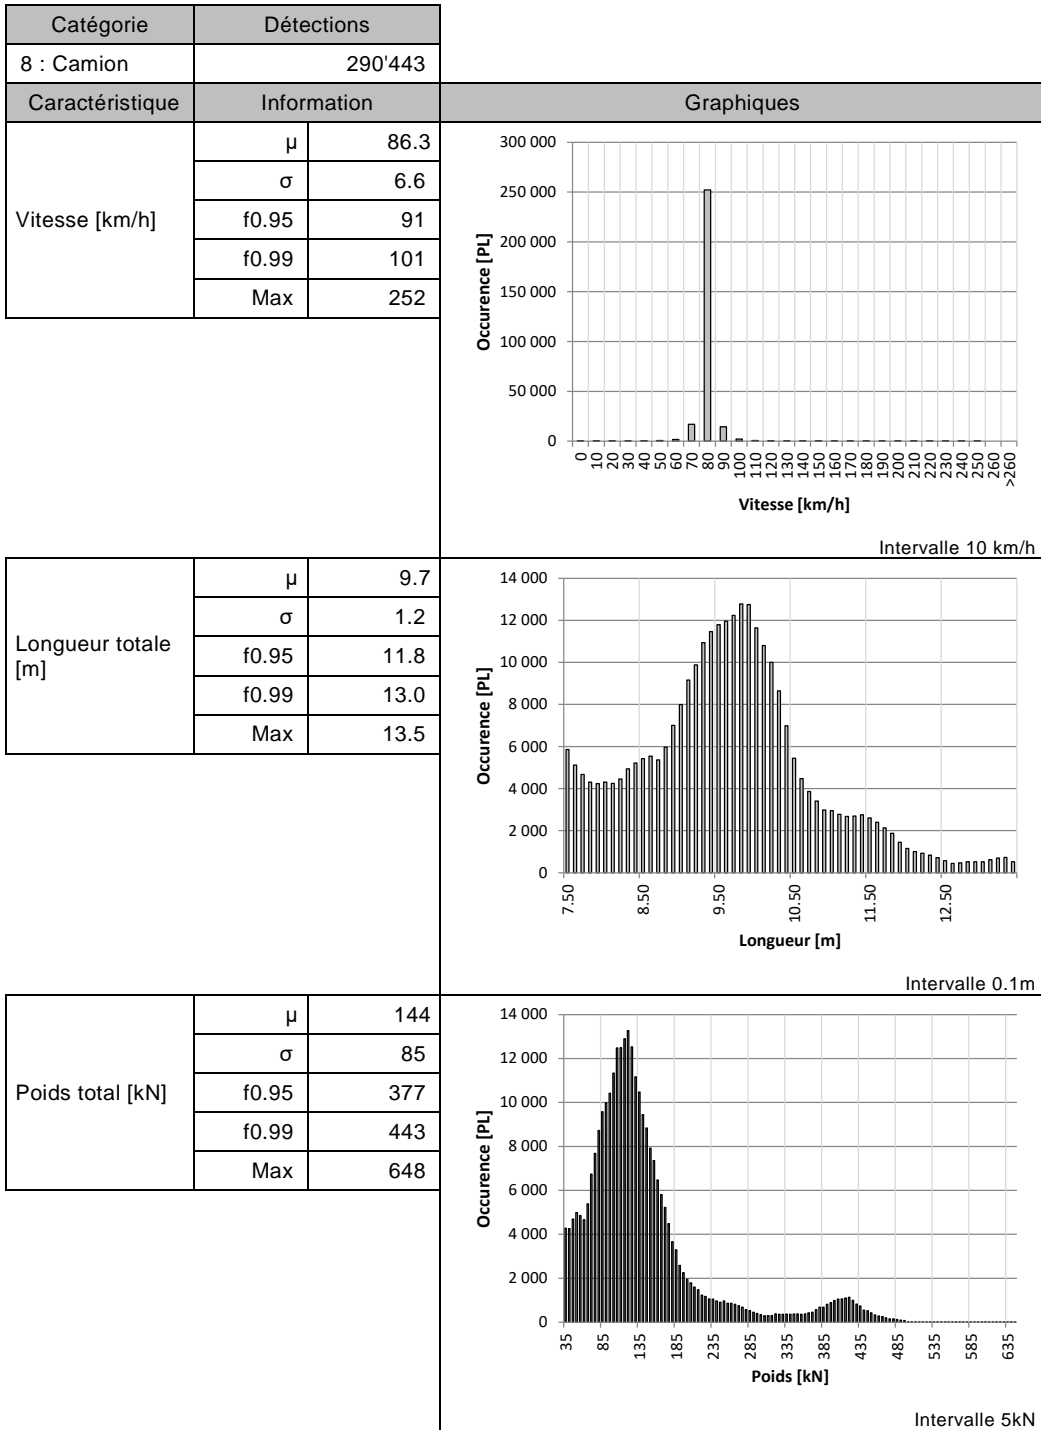 Catégorie Détections
8 : Camion 290'443
Caractéristique Information Graphiques
Vitesse [km/h]
µ 86.3
σ 6.6
f0.95 91
f0.99 101
Max 252
Occurence [PL]
300 000
250 000
200 000
150 000
100 000
50 000
0
0 10 20 30 40 50 60 70 80 90 100 110 120 130 140 150 160 170 180 190 200 210 220 230 240 250 260 >260
Vitesse [km/h]
Intervalle 10 km/h
Longueur totale
[m]
µ 9.7
σ 1.2
f0.95 11.8
f0.99 13.0
Max 13.5
Occurence [PL]
14 000
12 000
10 000
8 000
6 000
4 000
2 000
0
7.50 8.50 9.50 10.50 11.50 12.50
Longueur [m]
Intervalle 0.1m
Poids total [kN]
µ 144
σ 85
f0.95 377
f0.99 443
Max 648
Occurence [PL]
14 000
12 000
10 000
8 000
6 000
4 000
2 000
0
35 85 135 185 235 285 335 385 435 485 535 585 635
Poids [kN]
Intervalle 5kN